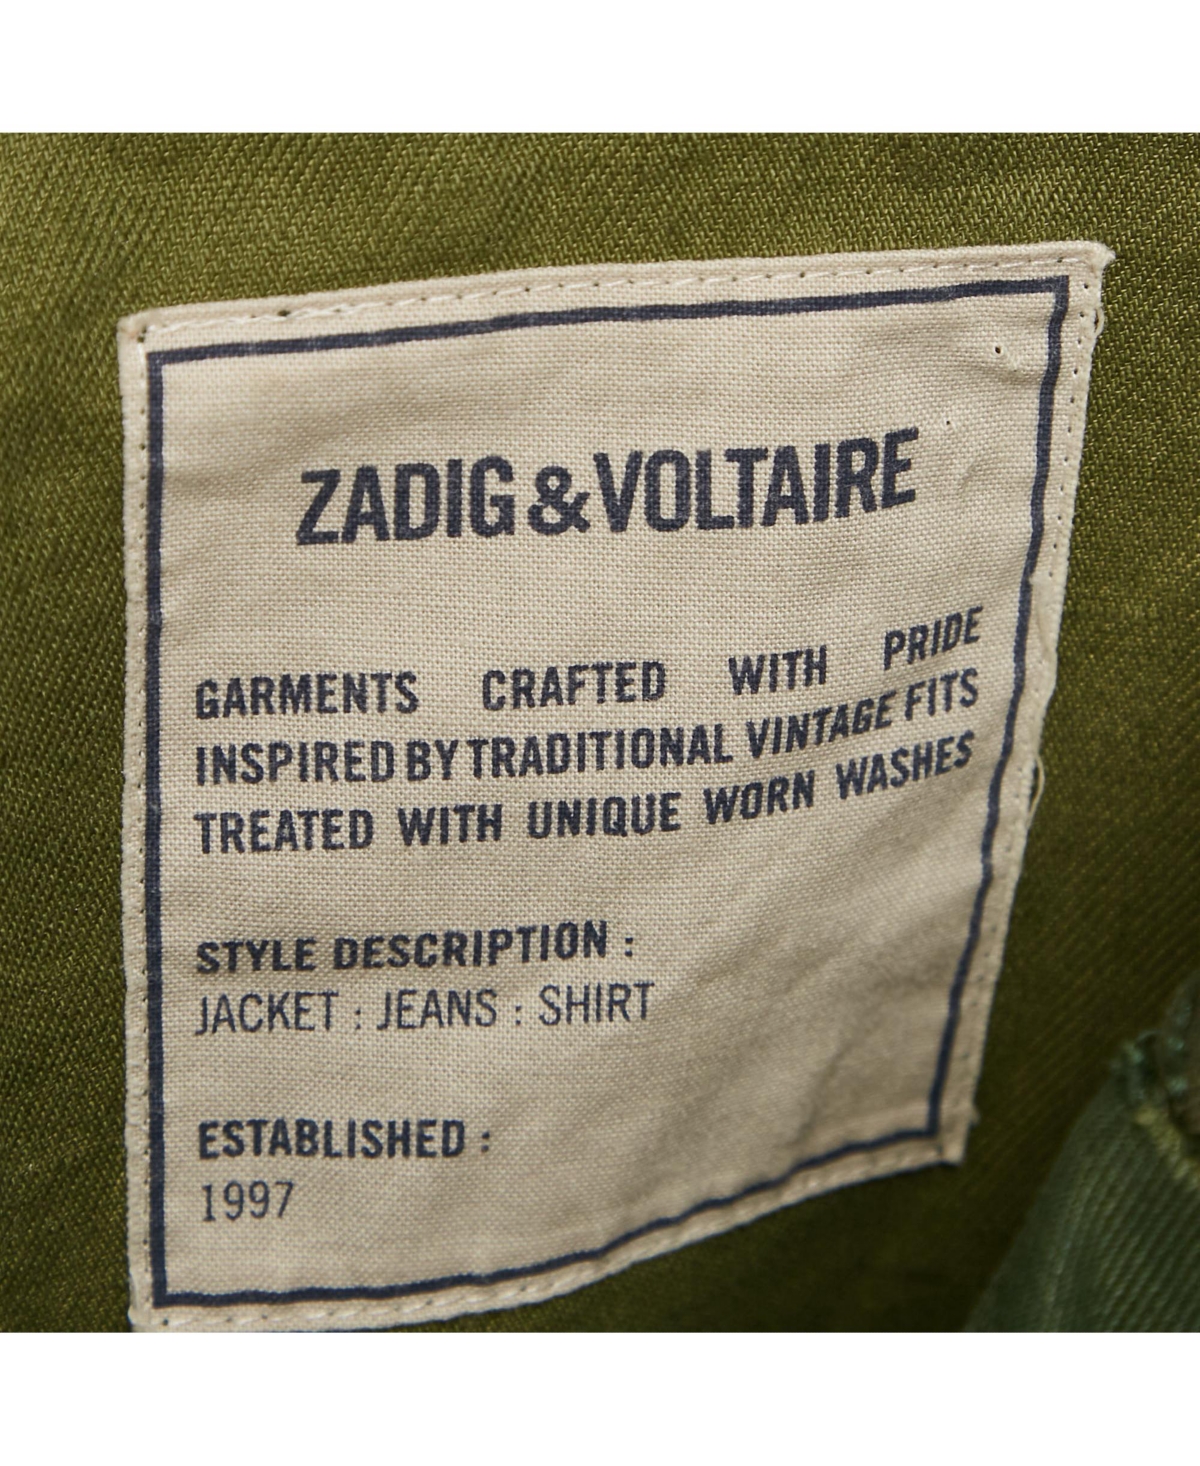 ZADIG&VOLTAIRE
GARMENTS CRAFTED WITH PRIDE
INSPIRED BY TRADITIONAL VINTAGE FITS
TREATED WITH UNIQUE WORN WASHES
STYLE DESCRIPTION :
JACKET : JEANS : SHIRT
ESTABLISHED :
1997